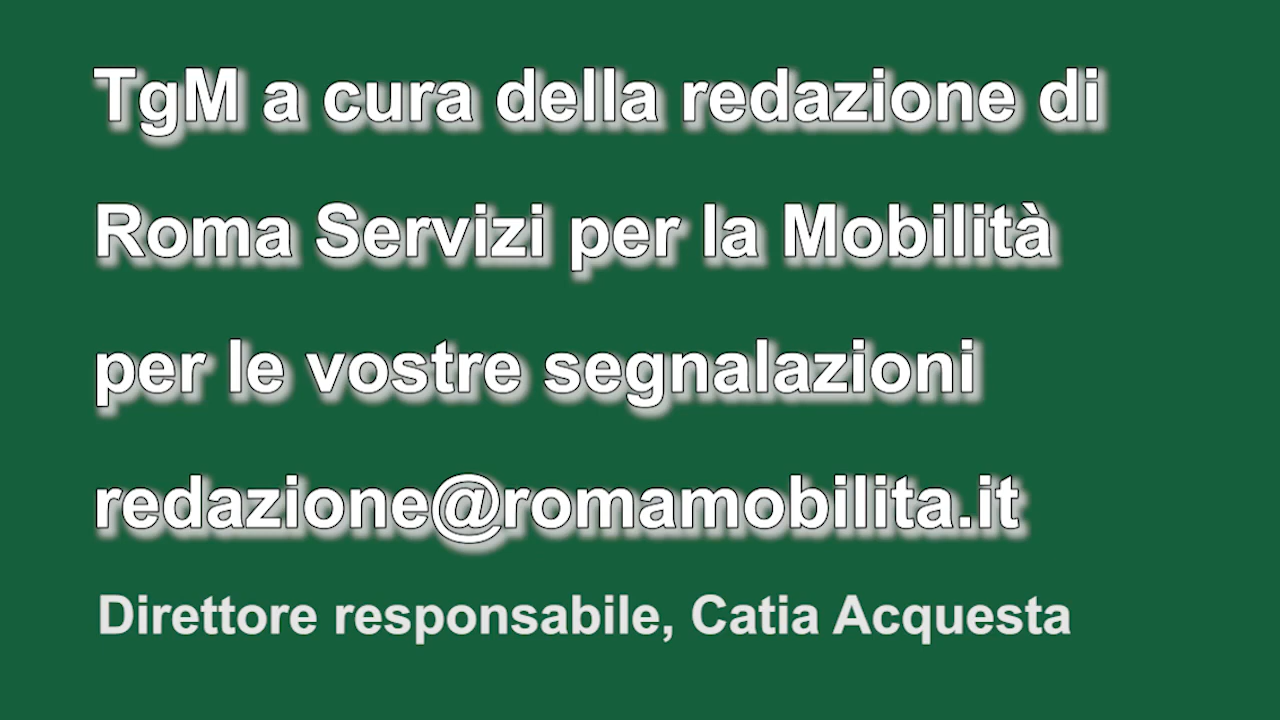 TgM a cura della redazione di
Roma Servizi per la Mobilità
per le vostre segnalazioni
redazione@romamobilita.it
Direttore responsabile, Catia Acquesta